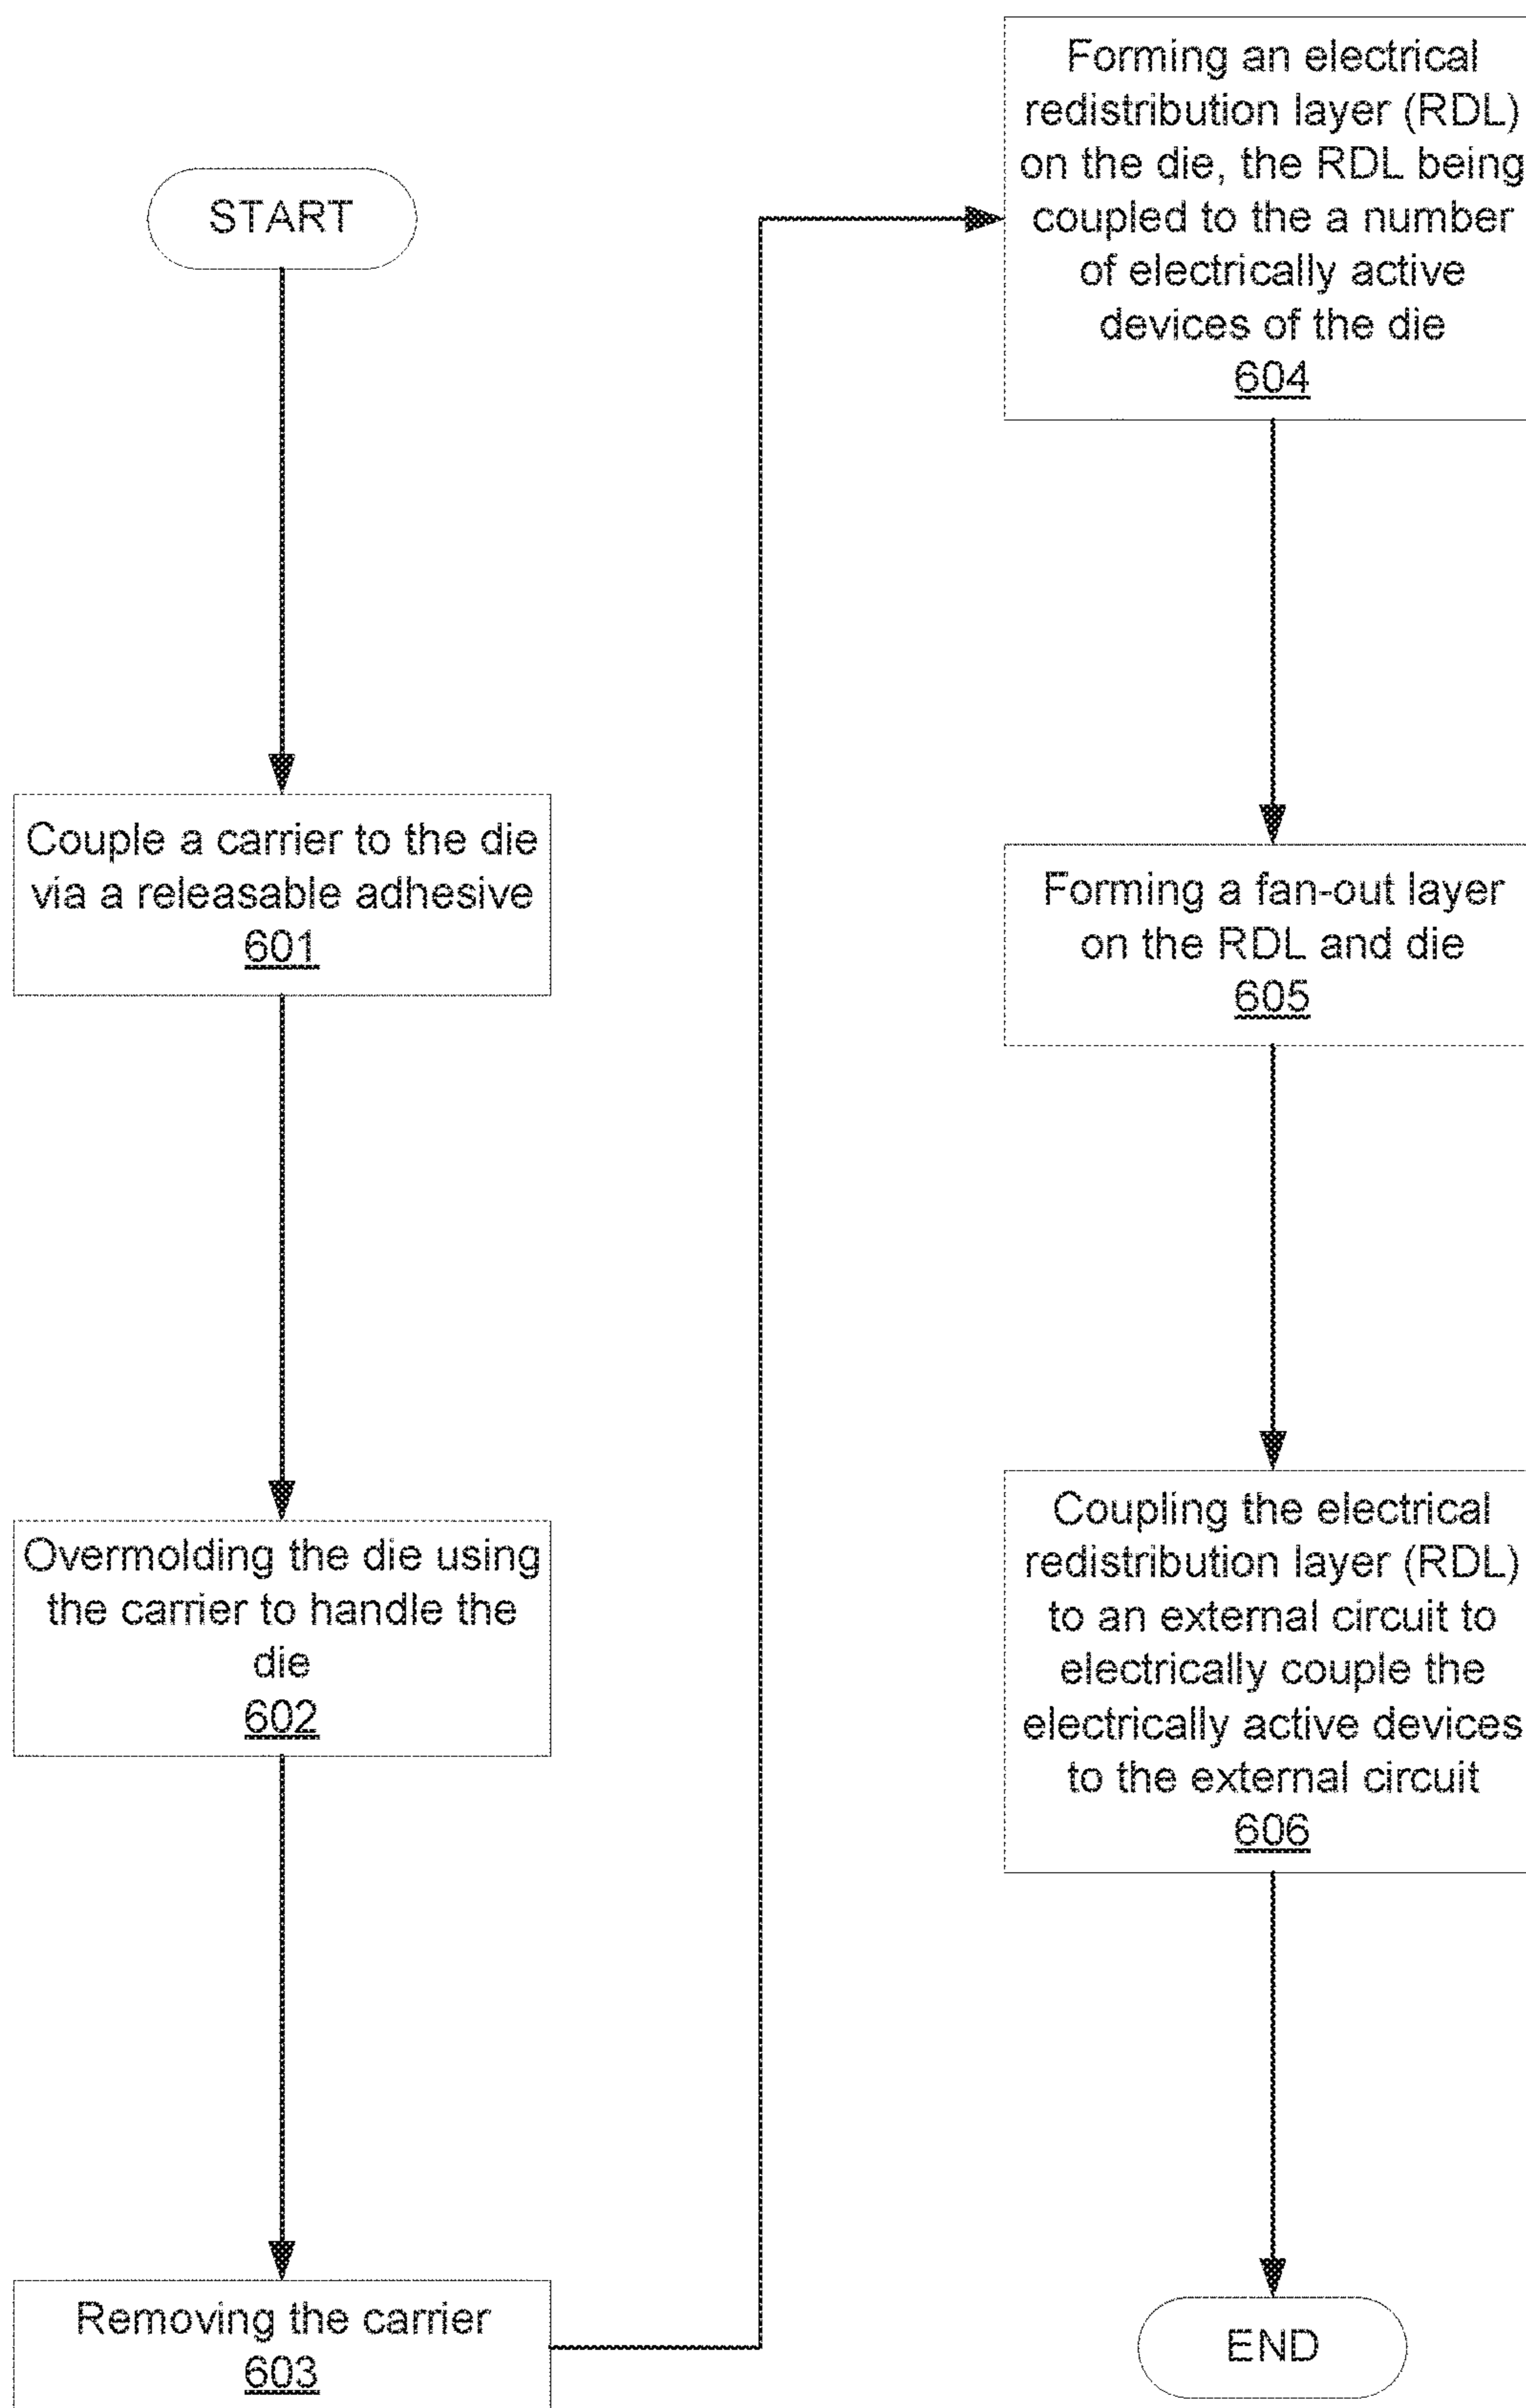 START
Couple a carrier to the die
via a releasable adhesive
601
Overmolding the die using
the carrier to handle the
die
602
Removing the carrier
603
Forming an electrical
redistribution layer (RDL)
on the die, the RDL being
coupled to the a number
of electrically active
devices of the die
604
Forming a fan-out layer
on the RDL and die
605
Coupling the electrical
redistribution layer (RDL)
to an external circuit to
electrically couple the
electrically active devices
to the external circuit
606
END